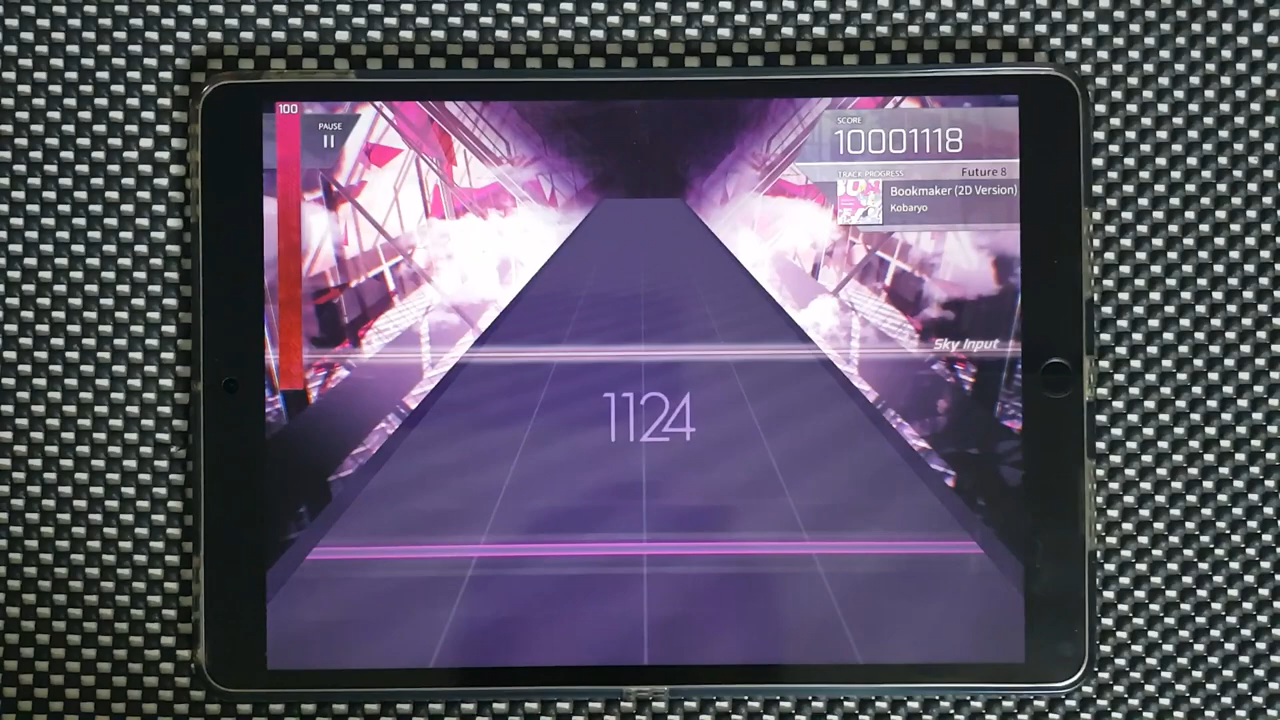 100
PAUSE
SCORE
10001118
TRACK PROGRESS
Future 8
Bookmaker (2D Version)
Kobaryo
Sky Input
1124